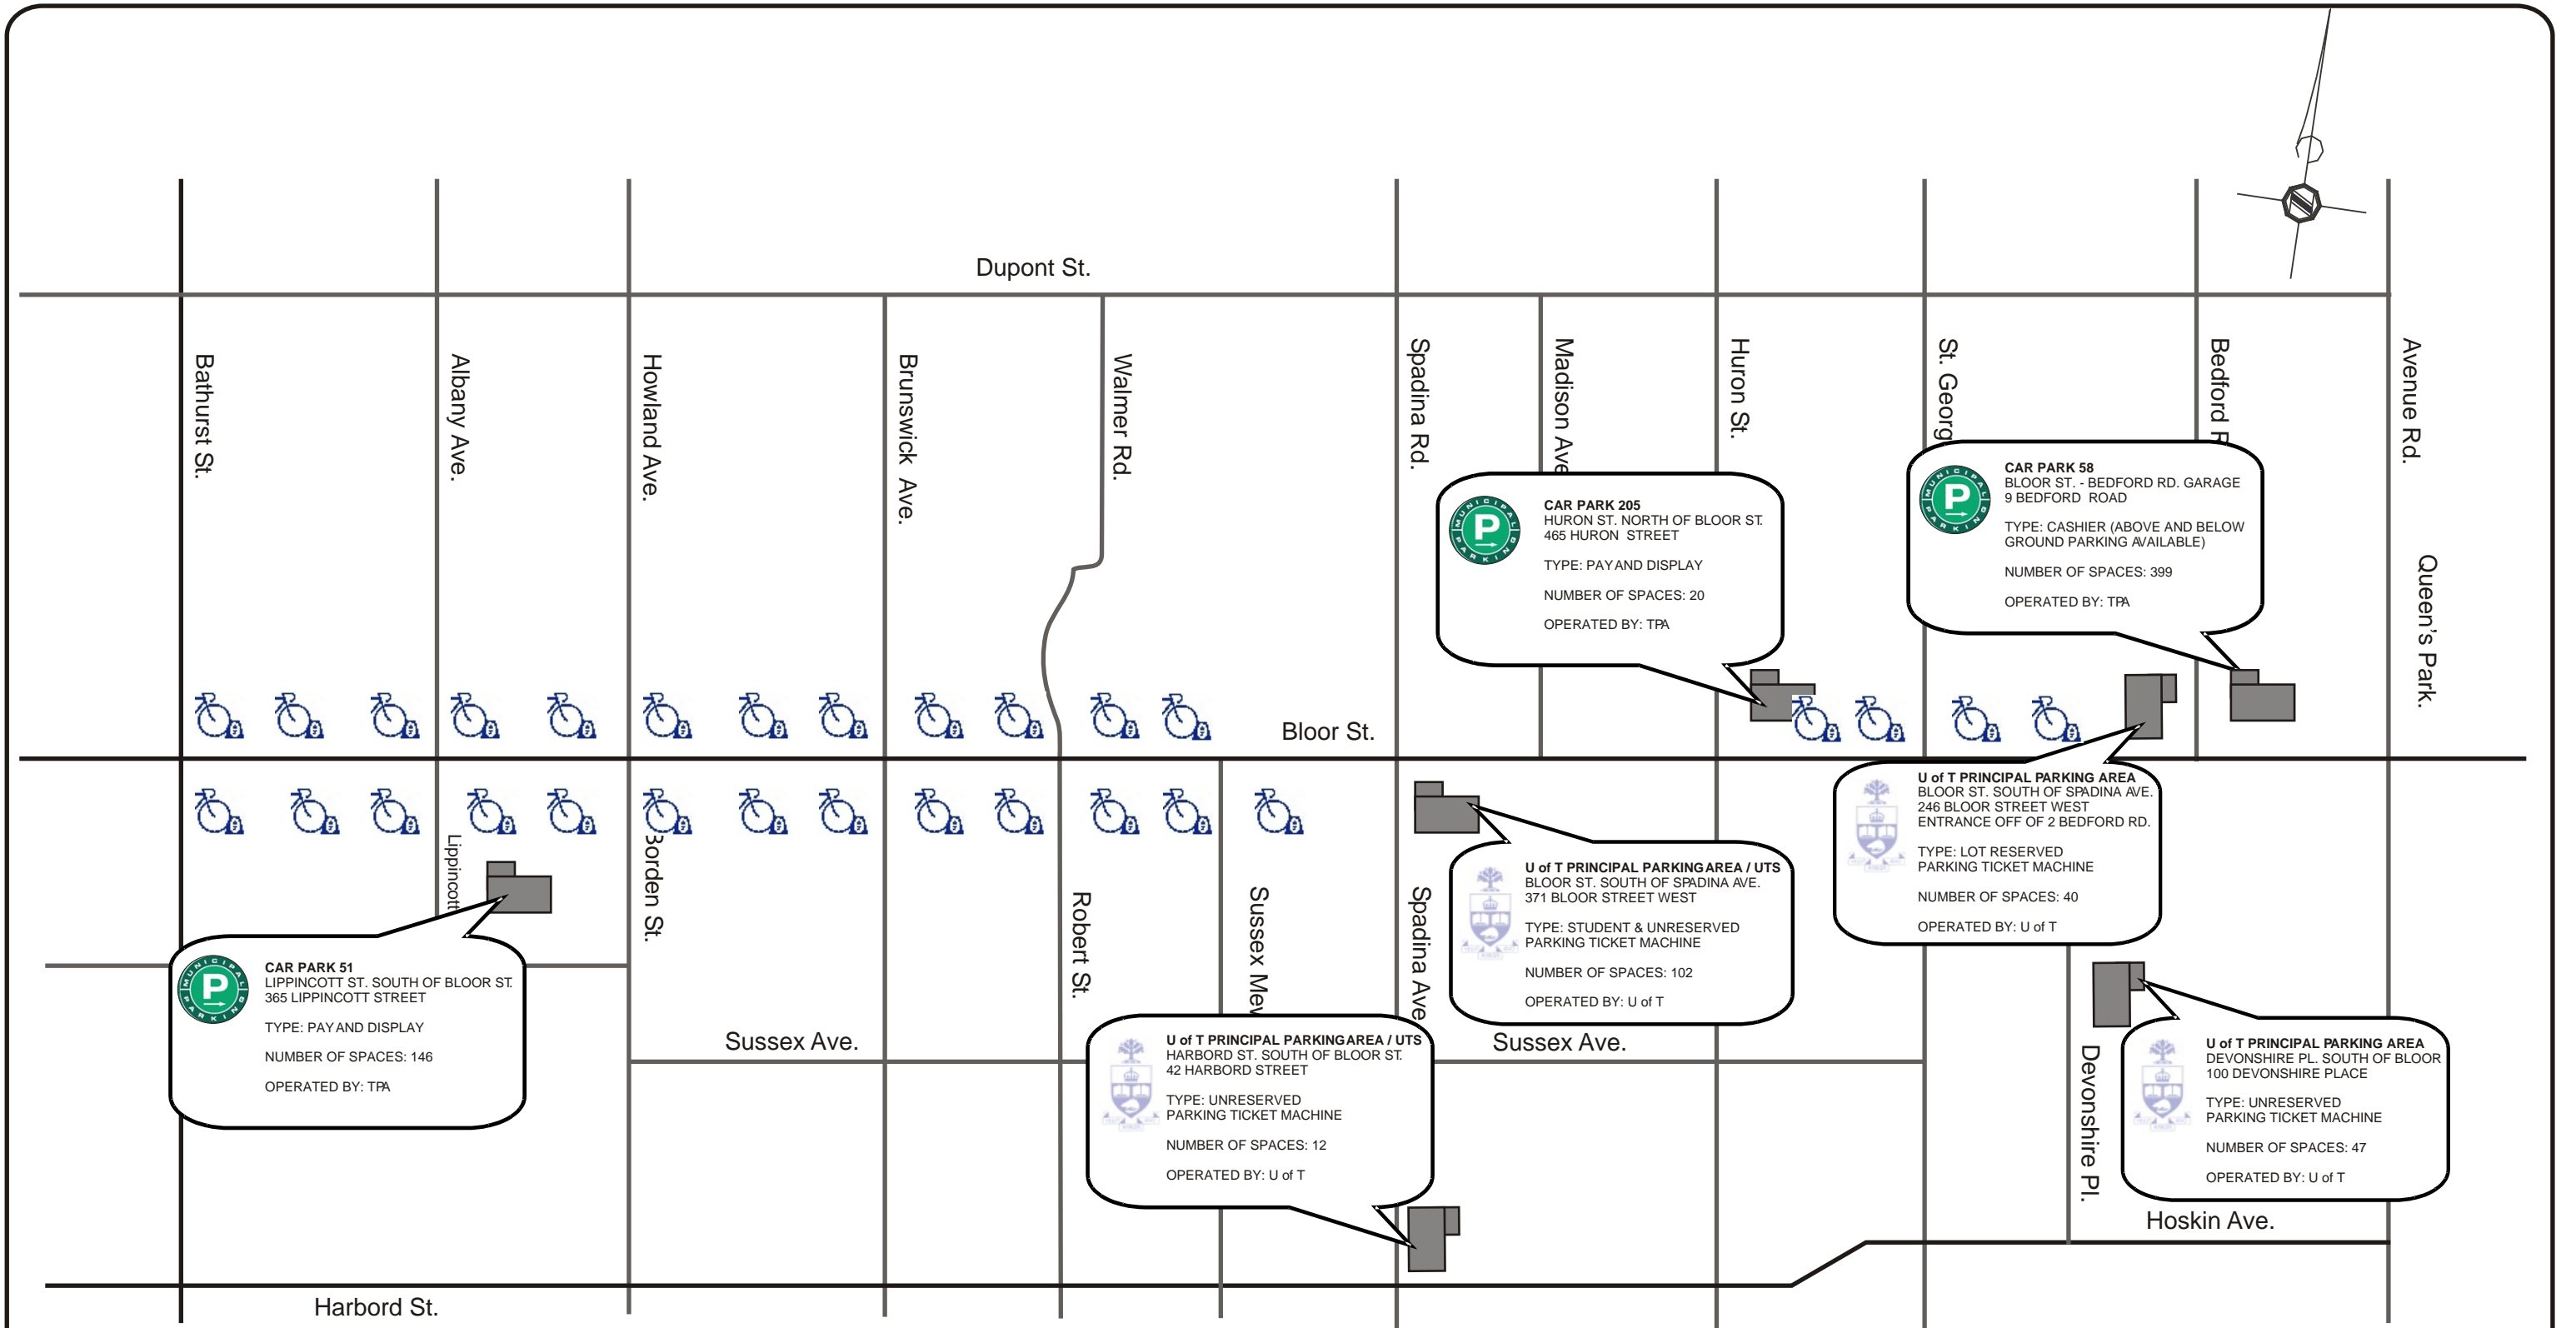 Dupont St.
Bathurst St.
Albany Ave.
Howland Ave.
Brunswick Ave.
Walmer Rd.
Spadina Rd.
Madison Ave
Huron St.
St. Georg
Bedford R
Avenue Rd.
Queen's Park.
MUNICIPAL
P
PARKING
CAR PARK 205
HURON ST. NORTH OF BLOOR ST.
465 HURON STREET
TYPE: PAY AND DISPLAY
NUMBER OF SPACES: 20
OPERATED BY: TPA
MUNICIPAL
P
PARKING
CAR PARK 58
BLOOR ST. - BEDFORD RD. GARAGE
9 BEDFORD ROAD
TYPE: CASHIER (ABOVE AND BELOW
GROUND PARKING AVAILABLE)
NUMBER OF SPACES: 399
OPERATED BY: TPA
Bloor St.
Lippincott
Borden St.
Robert St.
Sussex Mew
Spadina Ave
U of T PRINCIPAL PARKING AREA / UTS
BLOOR ST. SOUTH OF SPADINA AVE.
371 BLOOR STREET WEST
TYPE: STUDENT & UNRESERVED
PARKING TICKET MACHINE
NUMBER OF SPACES: 102
OPERATED BY: U of T
U of T PRINCIPAL PARKING AREA
BLOOR ST. SOUTH OF SPADINA AVE.
246 BLOOR STREET WEST
ENTRANCE OFF OF 2 BEDFORD RD.
TYPE: LOT RESERVED
PARKING TICKET MACHINE
NUMBER OF SPACES: 40
OPERATED BY: U of T
MUNICIPAL
P
PARKING
CAR PARK 51
LIPPINCOTT ST. SOUTH OF BLOOR ST.
365 LIPPINCOTT STREET
TYPE: PAY AND DISPLAY
NUMBER OF SPACES: 146
OPERATED BY: TPA
Sussex Ave.
Sussex Ave.
U of T PRINCIPAL PARKING AREA / UTS
HARBORD ST. SOUTH OF BLOOR ST.
42 HARBORD STREET
TYPE: UNRESERVED
PARKING TICKET MACHINE
NUMBER OF SPACES: 12
OPERATED BY: U of T
Devonshire Pl.
U of T PRINCIPAL PARKING AREA
DEVONSHIRE PL. SOUTH OF BLOOR
100 DEVONSHIRE PLACE
TYPE: UNRESERVED
PARKING TICKET MACHINE
NUMBER OF SPACES: 47
OPERATED BY: U of T
Hoskin Ave.
Harbord St.